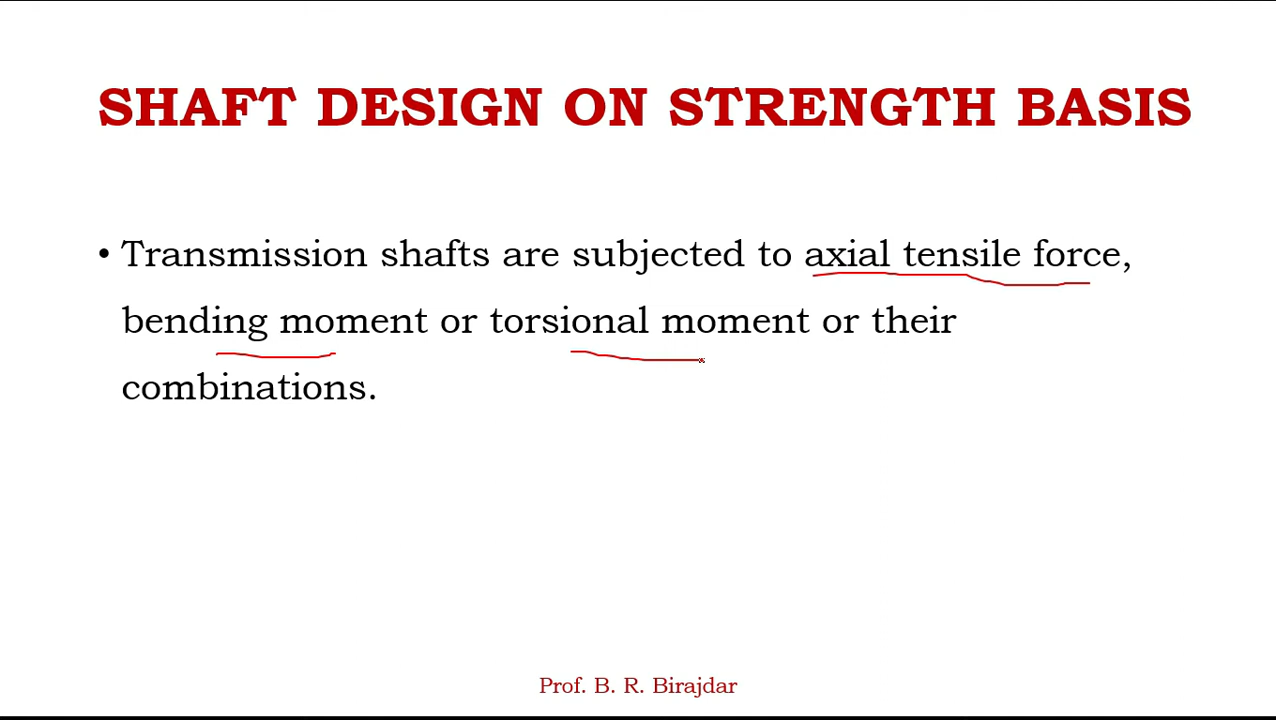 SHAFT DESIGN ON STRENGTH BASIS
• Transmission shafts are subjected to axial tensile force,
bending moment or torsional moment or their
combinations.
Prof. B. R. Birajdar